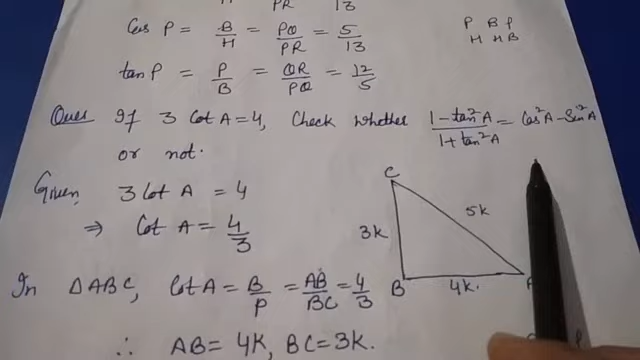 PR 13
Cos P = B/H = PQ/PR = 5/13
P B P
H H B
tan P = P/B = QR/PQ = 12/5
Ques If 3 Cot A = 4, Check whether (1 - tan²A)/(1 + tan²A) = Cos²A - Sin²A
or not.
Given, 3 Cot A = 4
⇒ Cot A = 4/3
C
3k 5k
B 4k. A
In ΔABC, Cot A = B/P = AB/BC = 4/3
∴ AB = 4K, BC = 3K.